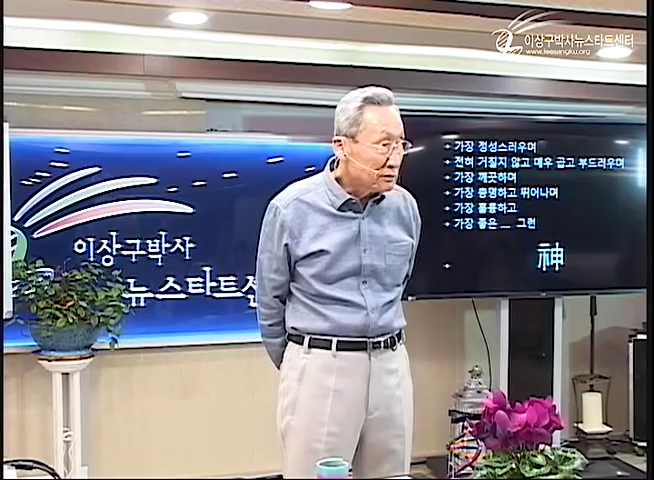 이상구박사뉴스타트센터
www.leesangku.org
가장 정성스러우며
전혀 거칠지 않고 매우 곱고 부드러우며
가장 깨끗하며
가장 총명하고 뛰어나며
가장 훌륭하고
가장 좋은 __ 그런
神
이상구박사
뉴스타트센